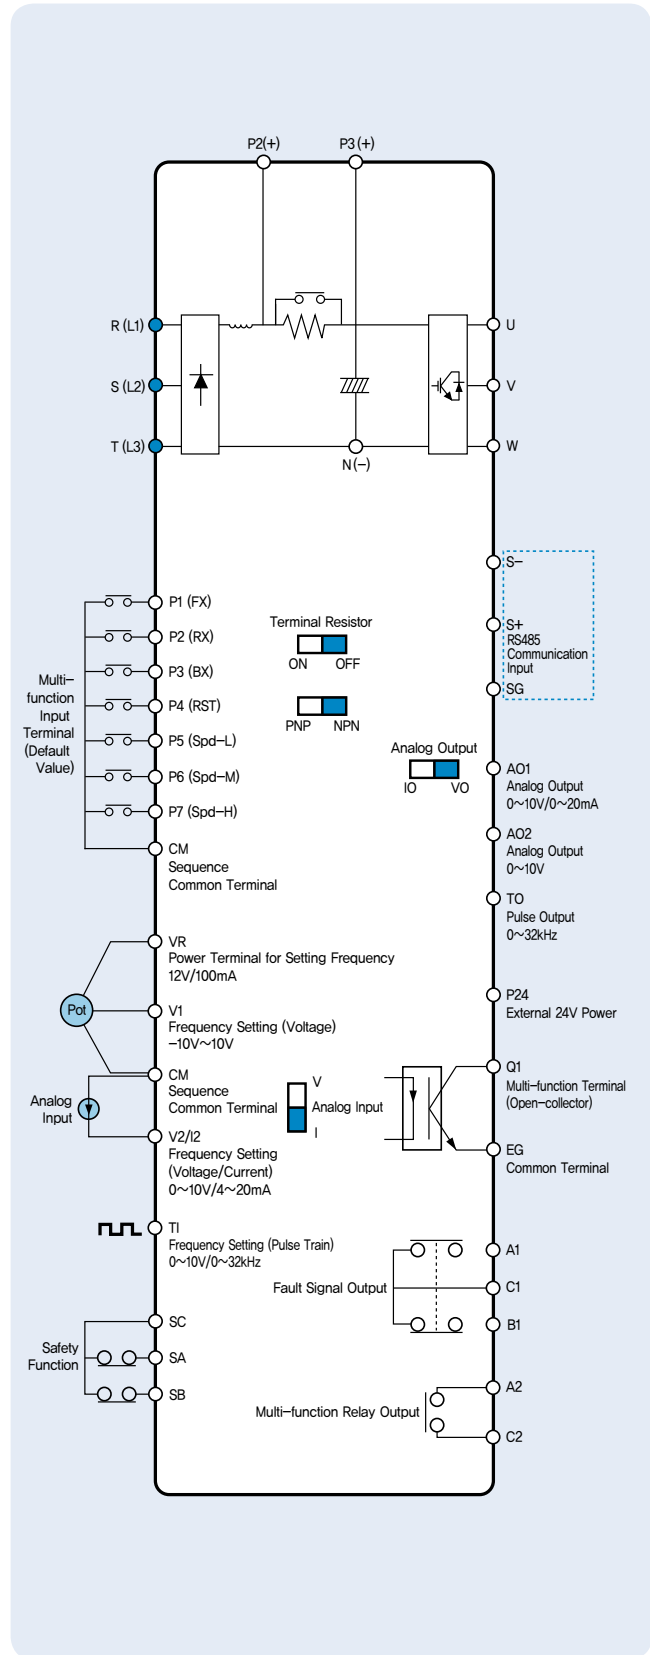 P2(+)
P3(+)
R (L1)
S (L2)
T (L3)
U
V
W
N(−)
S−
S+
RS485
Communication
Input
SG
Multi−
function
Input
Terminal
(Default
Value)
P1 (FX)
P2 (RX)
P3 (BX)
P4 (RST)
P5 (Spd−L)
P6 (Spd−M)
P7 (Spd−H)
CM
Sequence
Common Terminal
Terminal Resistor
ON OFF
PNP NPN
Analog Output
IO VO
AO1
Analog Output
0~10V/0~20mA
AO2
Analog Output
0~10V
TO
Pulse Output
0~32kHz
Pot
VR
Power Terminal for Setting Frequency
12V/100mA
V1
Frequency Setting (Voltage)
−10V~10V
P24
External 24V Power
Analog
Input
CM
Sequence
Common Terminal
V2/I2
Frequency Setting
(Voltage/Current)
0~10V/4~20mA
V
Analog Input
I
Q1
Multi−function Terminal
(Open−collector)
EG
Common Terminal
TI
Frequency Setting (Pulse Train)
0~10V/0~32kHz
Fault Signal Output
A1
C1
B1
Safety
Function
SC
SA
SB
Multi−function Relay Output
A2
C2